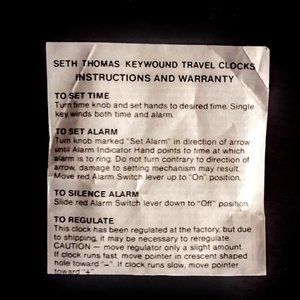 SETH THOMAS KEYWOUND TRAVEL CLOCKS
INSTRUCTIONS AND WARRANTY
TO SET TIME
Turn time knob and set hands to desired time. Single
key winds both time and alarm.
TO SET ALARM
Turn knob marked "Set Alarm" in direction of arrow
until Alarm Indicator Hand points to time at which
alarm is to ring. Do not turn contrary to direction of
arrow, damage to setting mechanism may result.
Move red Alarm Switch lever up to "On" position.
TO SILENCE ALARM
Slide red Alarm Switch lever down to "Off" position.
TO REGULATE
This clock has been regulated at the factory, but due
to shipping, it may be necessary to reregulate.
CAUTION — move regulator only a slight amount.
If clock runs fast, move pointer in crescent shaped
hole toward "–". If clock runs slow, move pointer
toward "+".